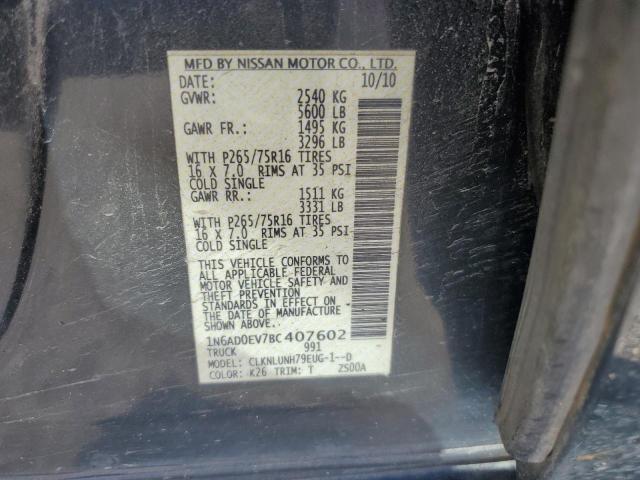 MFD BY NISSAN MOTOR CO., LTD.
DATE: 10/10
GVWR: 2540 KG
5600 LB
GAWR FR.: 1495 KG
3296 LB
WITH P265/75R16 TIRES
16 X 7.0 RIMS AT 35 PSI
COLD SINGLE
GAWR RR.: 1511 KG
3331 LB
WITH P265/75R16 TIRES
16 X 7.0 RIMS AT 35 PSI
COLD SINGLE
THIS VEHICLE CONFORMS TO
ALL APPLICABLE FEDERAL
MOTOR VEHICLE SAFETY AND
THEFT PREVENTION
STANDARDS IN EFFECT ON THE
DATE OF MANUFACTURE
SHOWN ABOVE.
1N6AD0EV7BC407602
TRUCK 991
MODEL: CLKNLUNH79EUG-1--D
COLOR: K26 TRIM: T ZS00A